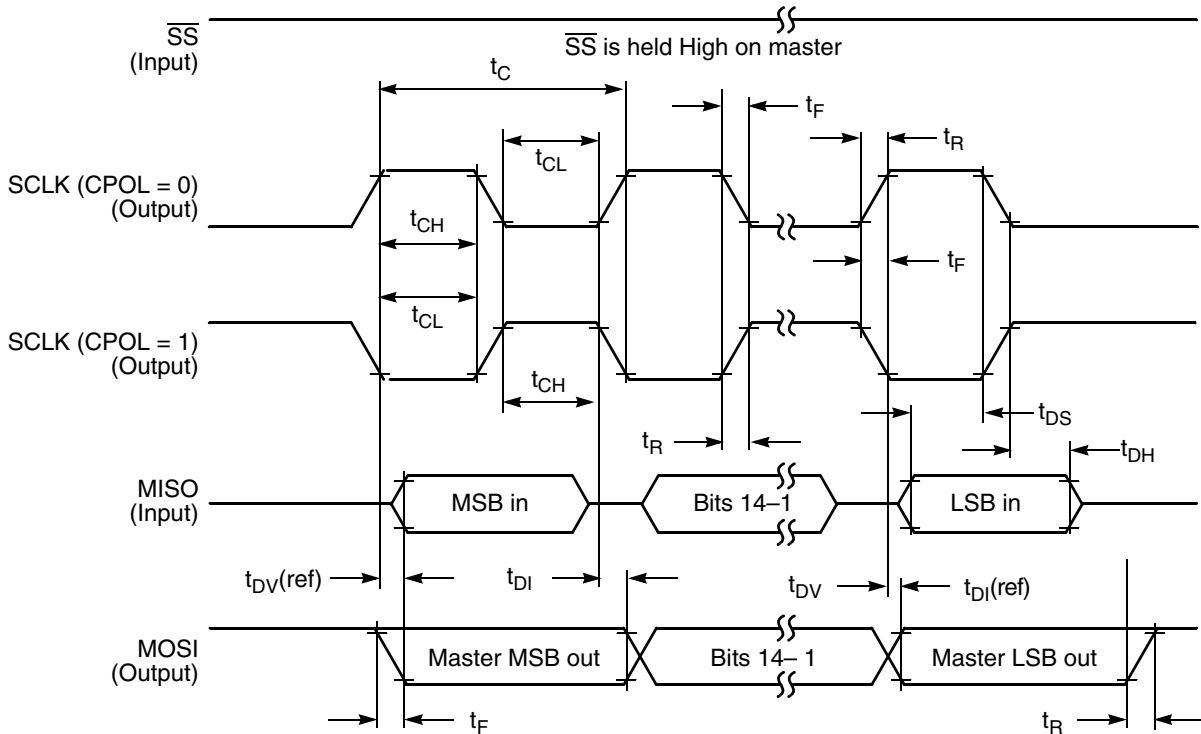 SS
(Input)
SS is held High on master
tC
tF
tR
tCL
SCLK (CPOL = 0)
(Output)
tCH
tF
tCL
SCLK (CPOL = 1)
(Output)
tCH
tDS
tR
tDH
MISO
(Input)
MSB in
Bits 14–1
LSB in
tDV(ref)
tDI
tDV
tDI(ref)
MOSI
(Output)
Master MSB out
Bits 14– 1
Master LSB out
tF
tR